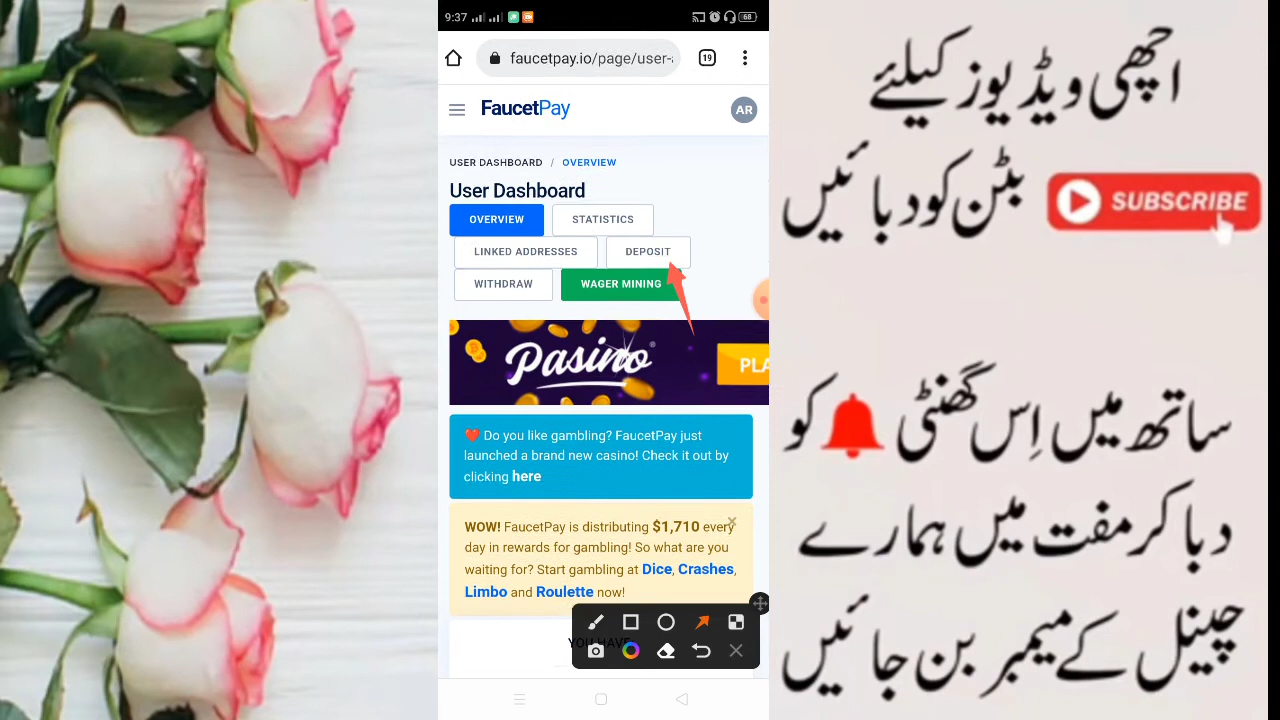 9:37
68
faucetpay.io/page/user-
19
FaucetPay
AR
USER DASHBOARD / OVERVIEW
User Dashboard
OVERVIEW
STATISTICS
LINKED ADDRESSES
DEPOSIT
WITHDRAW
WAGER MINING
Pasino
PLA
❤️ Do you like gambling? FaucetPay just
launched a brand new casino! Check it out by
clicking here
WOW! FaucetPay is distributing $1,710 every
day in rewards for gambling! So what are you
waiting for? Start gambling at Dice, Crashes,
Limbo and Roulette now!
YOU HAVE
اچھی ویڈیوز کیلئے
بٹن کو دبائیں SUBSCRIBE
ساتھ میں اِس گھنٹی 🔔 کو
دبا کر مفت میں ہمارے
چینل کے میمبر بن جائیں